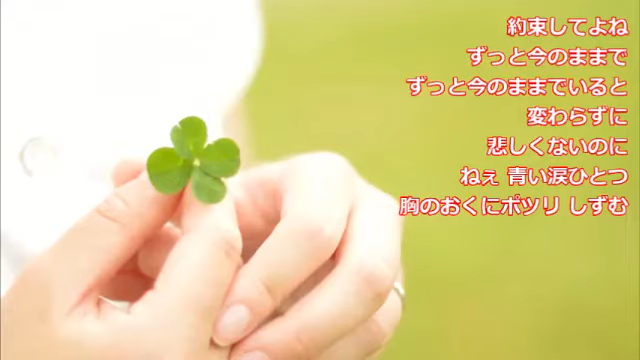 約束してよね
ずっと今のままで
ずっと今のままでいると
変わらずに
悲しくないのに
ねぇ 青い涙ひとつ
胸のおくにポツリ しずむ